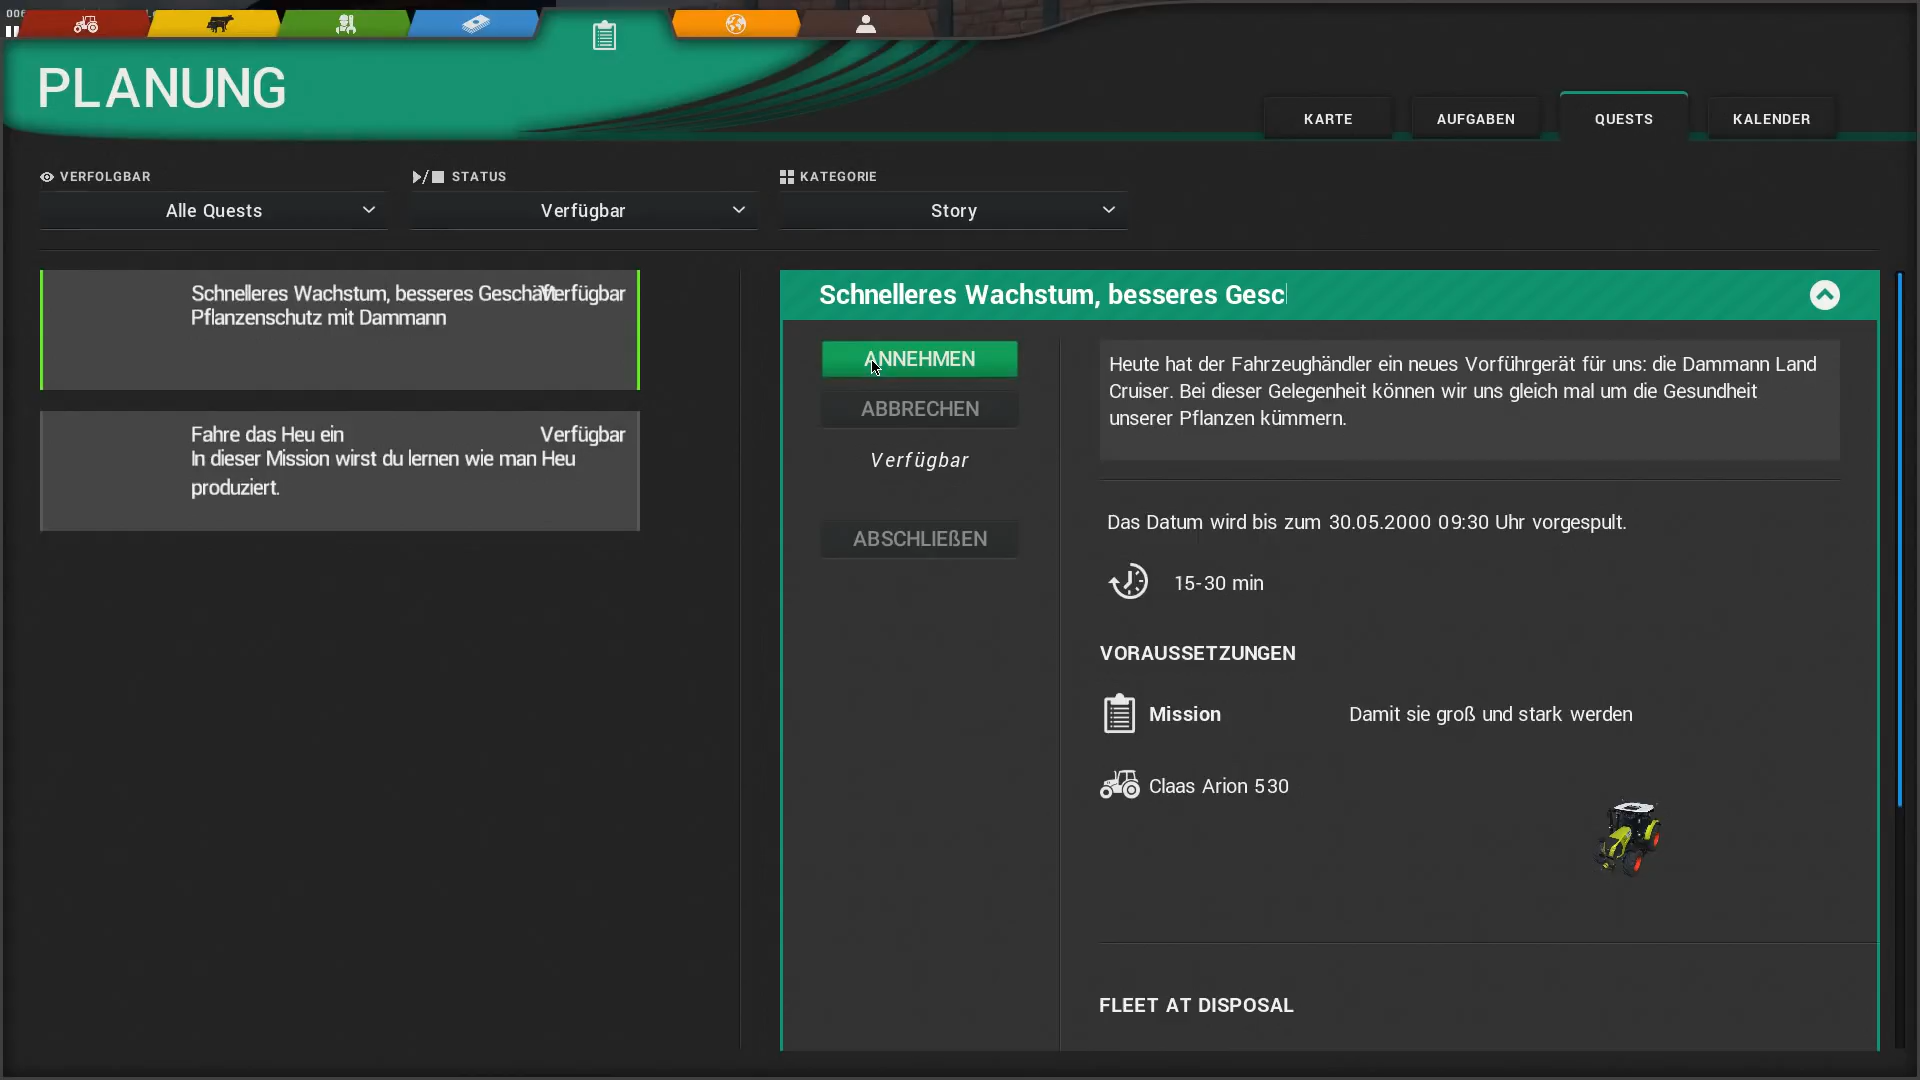 PLANUNG
KARTE
AUFGABEN
QUESTS
KALENDER
VERFOLGBAR
STATUS
KATEGORIE
Alle Quests
Verfügbar
Story
Schnelleres Wachstum, besseres Geschäft
Verfügbar
Pflanzenschutz mit Dammann
Fahre das Heu ein
Verfügbar
In dieser Mission wirst du lernen wie man Heu
produziert.
Schnelleres Wachstum, besseres Gesc
ANNEHMEN
ABBRECHEN
Verfügbar
ABSCHLIEßEN
Heute hat der Fahrzeughändler ein neues Vorführgerät für uns: die Dammann Land
Cruiser. Bei dieser Gelegenheit können wir uns gleich mal um die Gesundheit
unserer Pflanzen kümmern.
Das Datum wird bis zum 30.05.2000 09:30 Uhr vorgespult.
15-30 min
VORAUSSETZUNGEN
Mission
Damit sie groß und stark werden
Claas Arion 530
FLEET AT DISPOSAL